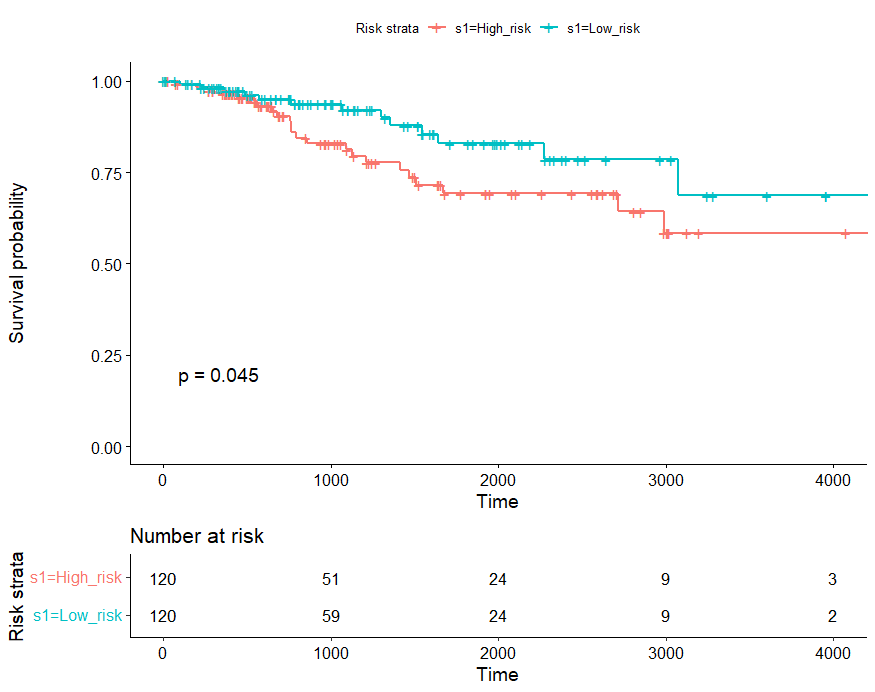 Risk strata s1=High_risk s1=Low_risk
Survival probability
1.00
0.75
0.50
0.25
0.00
p = 0.045
0 1000 2000 3000 4000
Time
Number at risk
Risk strata
s1=High_risk 120 51 24 9 3
s1=Low_risk 120 59 24 9 2
0 1000 2000 3000 4000
Time